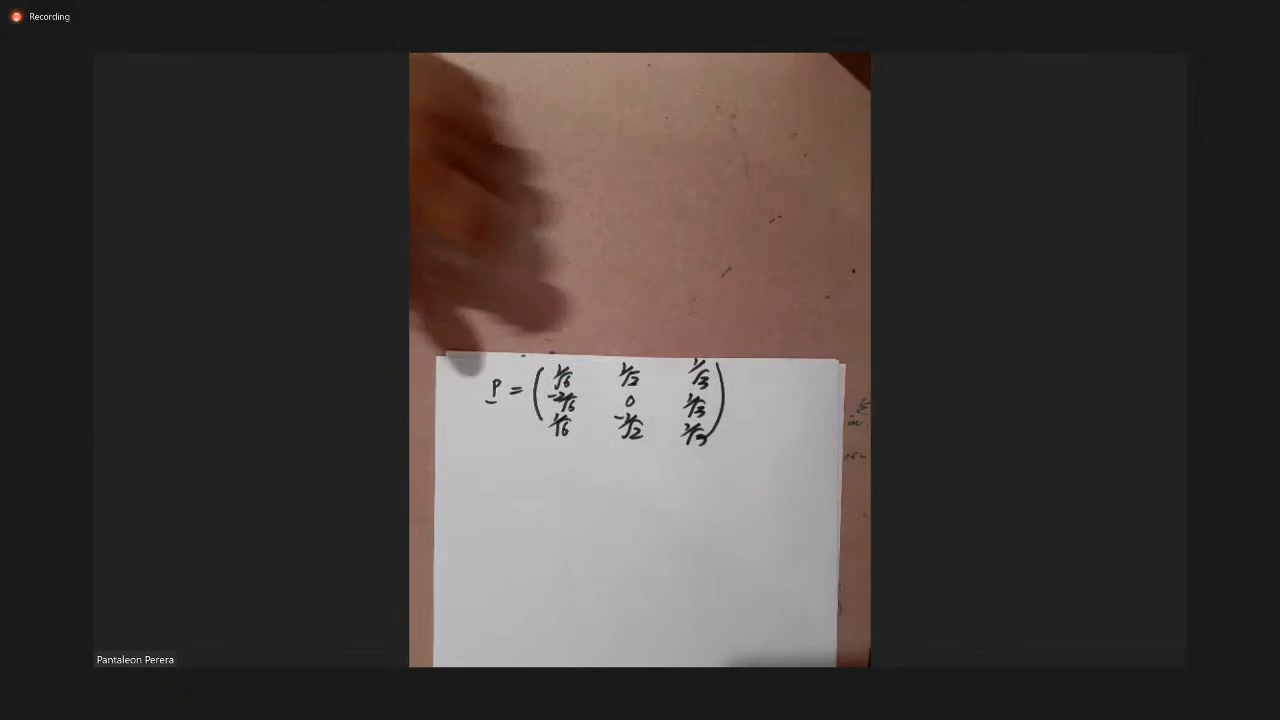 Recording
P = ( 1/√6 1/√2 1/√3
-2/√6 0 1/√3
1/√6 -1/√2 1/√3 )
Pantaleon Perera